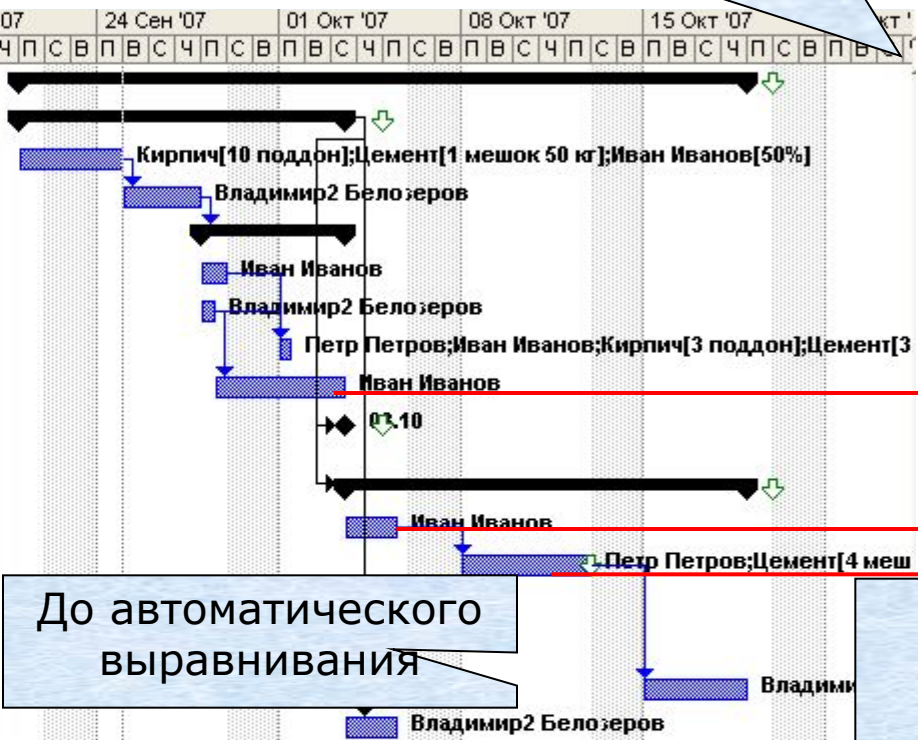 07 24 Сен '07 01 Окт '07 08 Окт '07 15 Окт '07 кт '
Ч П С В П В С Ч П С В П В С Ч П С В П В С Ч П С В П В С Ч П С В П В
Кирпич[10 поддон];Цемент[1 мешок 50 кг];Иван Иванов[50%]
Владимир2 Белозеров
Иван Иванов
Владимир2 Белозеров
Петр Петров;Иван Иванов;Кирпич[3 поддон];Цемент[3
Иван Иванов
03.10
Иван Иванов
Петр Петров;Цемент[4 меш
До автоматического
выравнивания
Владими
Владимир2 Белозеров